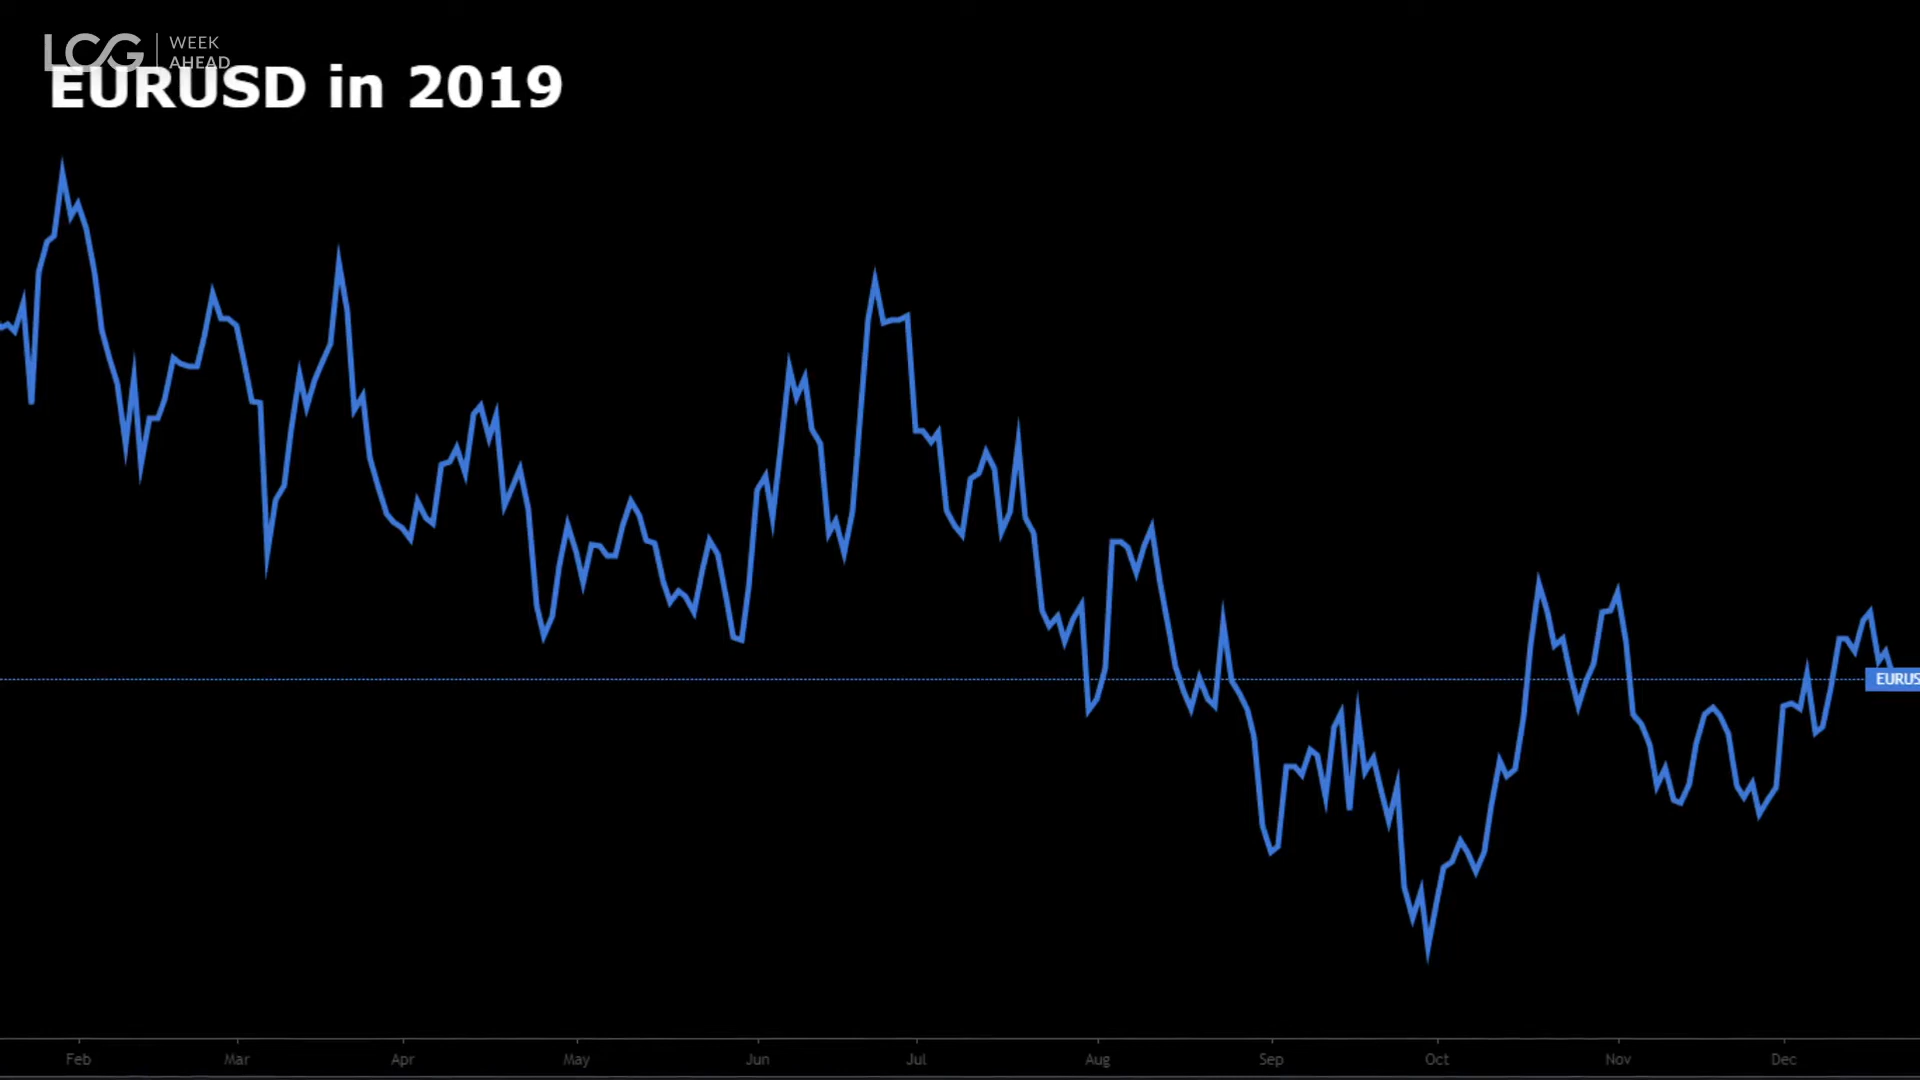 LCG
WEEK
AHEAD
EURUSD in 2019
EURUS
Feb Mar Apr May Jun Jul Aug Sep Oct Nov Dec